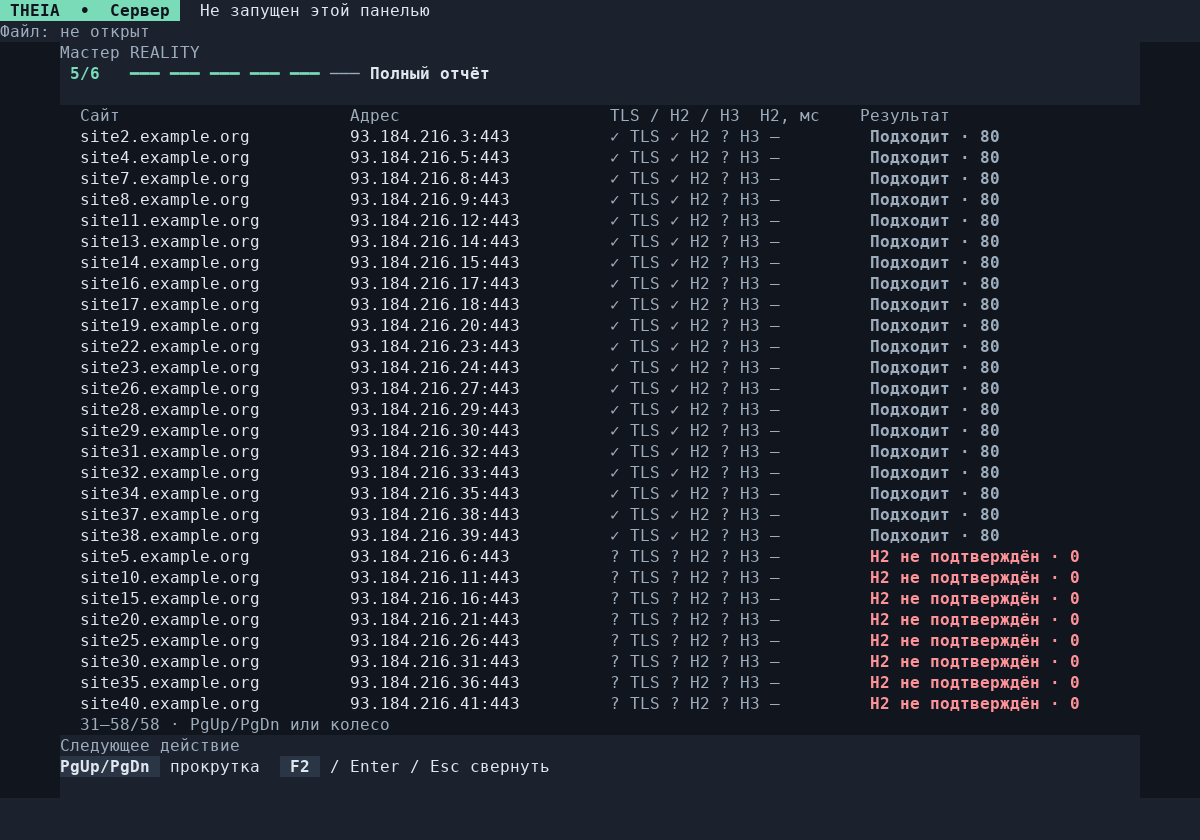 THEIA • Сервер Не запущен этой панелью
Файл: не открыт
Мастер REALITY
5/6 ━━━ ━━━ ━━━ ━━━ ━━━ ─── Полный отчёт
Сайт Адрес TLS / H2 / H3 H2, мс Результат
site2.example.org 93.184.216.3:443 ✓ TLS ✓ H2 ? H3 — Подходит · 80
site4.example.org 93.184.216.5:443 ✓ TLS ✓ H2 ? H3 — Подходит · 80
site7.example.org 93.184.216.8:443 ✓ TLS ✓ H2 ? H3 — Подходит · 80
site8.example.org 93.184.216.9:443 ✓ TLS ✓ H2 ? H3 — Подходит · 80
site11.example.org 93.184.216.12:443 ✓ TLS ✓ H2 ? H3 — Подходит · 80
site13.example.org 93.184.216.14:443 ✓ TLS ✓ H2 ? H3 — Подходит · 80
site14.example.org 93.184.216.15:443 ✓ TLS ✓ H2 ? H3 — Подходит · 80
site16.example.org 93.184.216.17:443 ✓ TLS ✓ H2 ? H3 — Подходит · 80
site17.example.org 93.184.216.18:443 ✓ TLS ✓ H2 ? H3 — Подходит · 80
site19.example.org 93.184.216.20:443 ✓ TLS ✓ H2 ? H3 — Подходит · 80
site22.example.org 93.184.216.23:443 ✓ TLS ✓ H2 ? H3 — Подходит · 80
site23.example.org 93.184.216.24:443 ✓ TLS ✓ H2 ? H3 — Подходит · 80
site26.example.org 93.184.216.27:443 ✓ TLS ✓ H2 ? H3 — Подходит · 80
site28.example.org 93.184.216.29:443 ✓ TLS ✓ H2 ? H3 — Подходит · 80
site29.example.org 93.184.216.30:443 ✓ TLS ✓ H2 ? H3 — Подходит · 80
site31.example.org 93.184.216.32:443 ✓ TLS ✓ H2 ? H3 — Подходит · 80
site32.example.org 93.184.216.33:443 ✓ TLS ✓ H2 ? H3 — Подходит · 80
site34.example.org 93.184.216.35:443 ✓ TLS ✓ H2 ? H3 — Подходит · 80
site37.example.org 93.184.216.38:443 ✓ TLS ✓ H2 ? H3 — Подходит · 80
site38.example.org 93.184.216.39:443 ✓ TLS ✓ H2 ? H3 — Подходит · 80
site5.example.org 93.184.216.6:443 ? TLS ? H2 ? H3 — H2 не подтверждён · 0
site10.example.org 93.184.216.11:443 ? TLS ? H2 ? H3 — H2 не подтверждён · 0
site15.example.org 93.184.216.16:443 ? TLS ? H2 ? H3 — H2 не подтверждён · 0
site20.example.org 93.184.216.21:443 ? TLS ? H2 ? H3 — H2 не подтверждён · 0
site25.example.org 93.184.216.26:443 ? TLS ? H2 ? H3 — H2 не подтверждён · 0
site30.example.org 93.184.216.31:443 ? TLS ? H2 ? H3 — H2 не подтверждён · 0
site35.example.org 93.184.216.36:443 ? TLS ? H2 ? H3 — H2 не подтверждён · 0
site40.example.org 93.184.216.41:443 ? TLS ? H2 ? H3 — H2 не подтверждён · 0
31–58/58 · PgUp/PgDn или колесо
Следующее действие
PgUp/PgDn прокрутка F2 / Enter / Esc свернуть